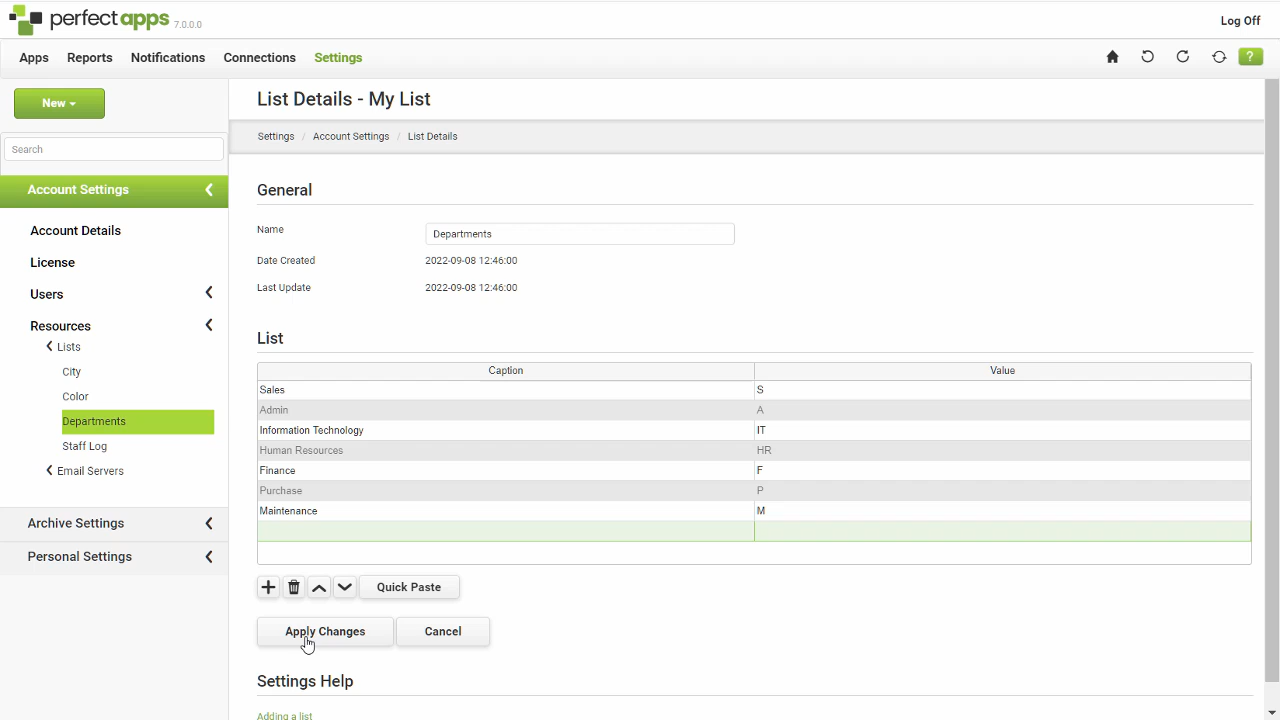 perfectapps 7.0.0.0
Log Off
Apps Reports Notifications Connections Settings ?
New
List Details - My List
Settings / Account Settings / List Details
Search
Account Settings
General
Account Details
Name Departments
License
Date Created 2022-09-08 12:46:00
Users
Last Update 2022-09-08 12:46:00
Resources
List
Lists
City
Color
Departments
Staff Log
Email Servers
Archive Settings
Personal Settings
Caption Value
Sales S
Admin A
Information Technology IT
Human Resources HR
Finance F
Purchase P
Maintenance M
Quick Paste
Apply Changes Cancel
Settings Help
Adding a list